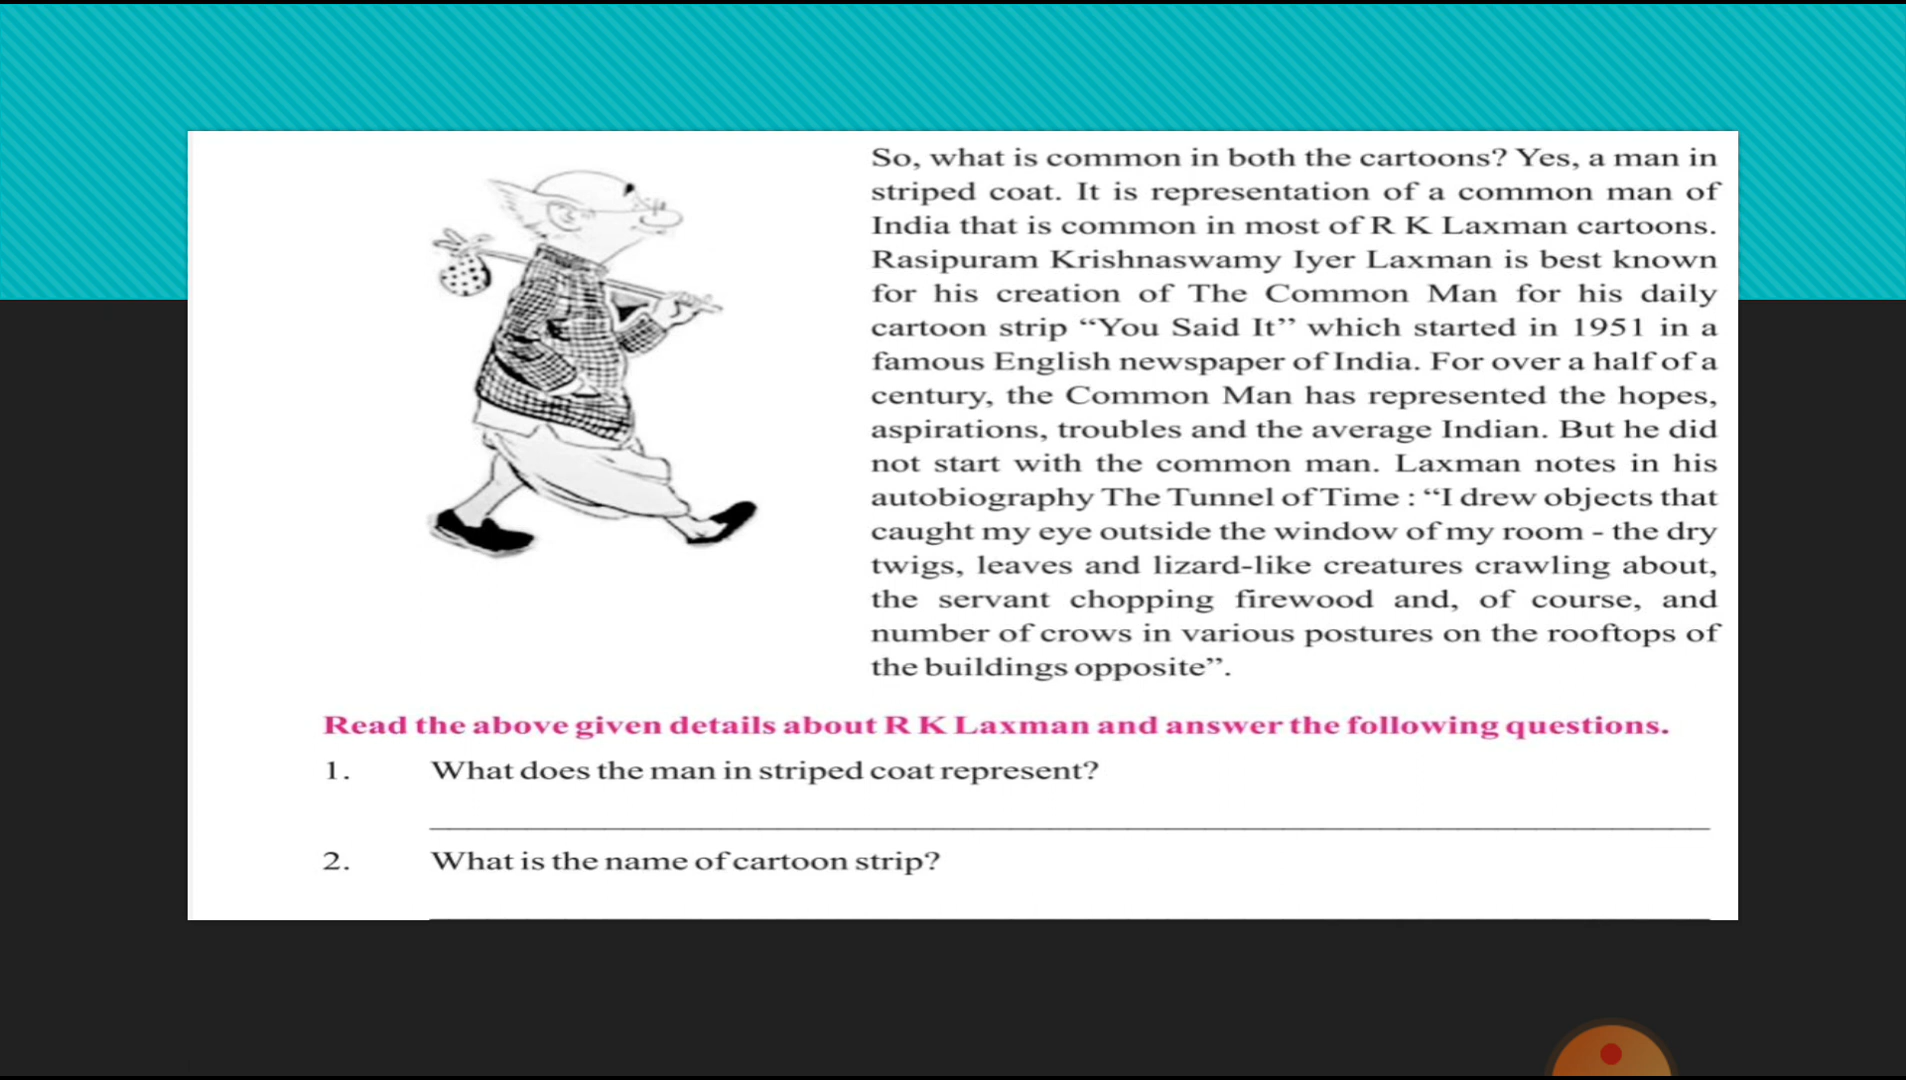 So, what is common in both the cartoons? Yes, a man in
striped coat. It is representation of a common man of
India that is common in most of R K Laxman cartoons.
Rasipuram Krishnaswamy Iyer Laxman is best known
for his creation of The Common Man for his daily
cartoon strip “You Said It” which started in 1951 in a
famous English newspaper of India. For over a half of a
century, the Common Man has represented the hopes,
aspirations, troubles and the average Indian. But he did
not start with the common man. Laxman notes in his
autobiography The Tunnel of Time : “I drew objects that
caught my eye outside the window of my room - the dry
twigs, leaves and lizard-like creatures crawling about,
the servant chopping firewood and, of course, and
number of crows in various postures on the rooftops of
the buildings opposite”.
Read the above given details about R K Laxman and answer the following questions.
1. What does the man in striped coat represent?
2. What is the name of cartoon strip?